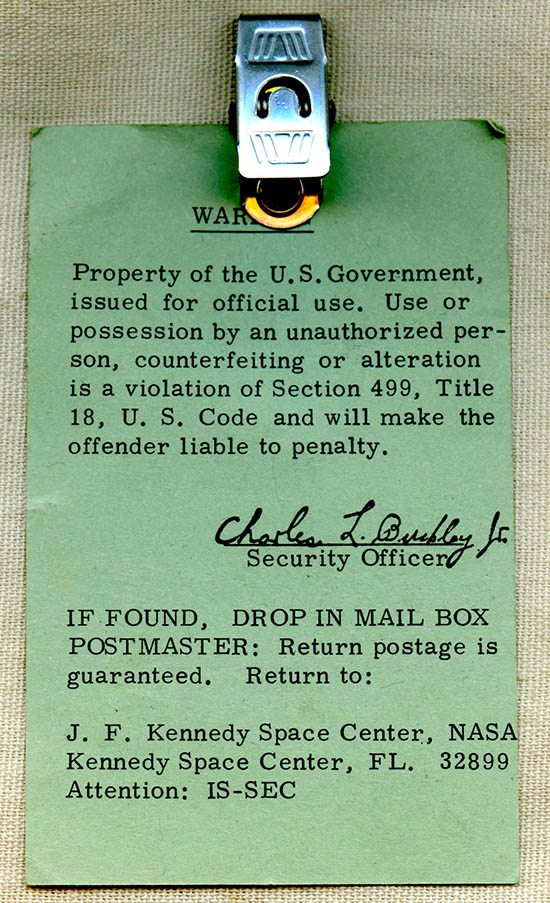 WAR
Property of the U.S. Government,
issued for official use. Use or
possession by an unauthorized per-
son, counterfeiting or alteration
is a violation of Section 499, Title
18, U. S. Code and will make the
offender liable to penalty.
Charles L. Buckley Jr.
Security Officer
IF FOUND, DROP IN MAIL BOX
POSTMASTER: Return postage is
guaranteed. Return to:
J. F. Kennedy Space Center, NASA
Kennedy Space Center, FL. 32899
Attention: IS-SEC